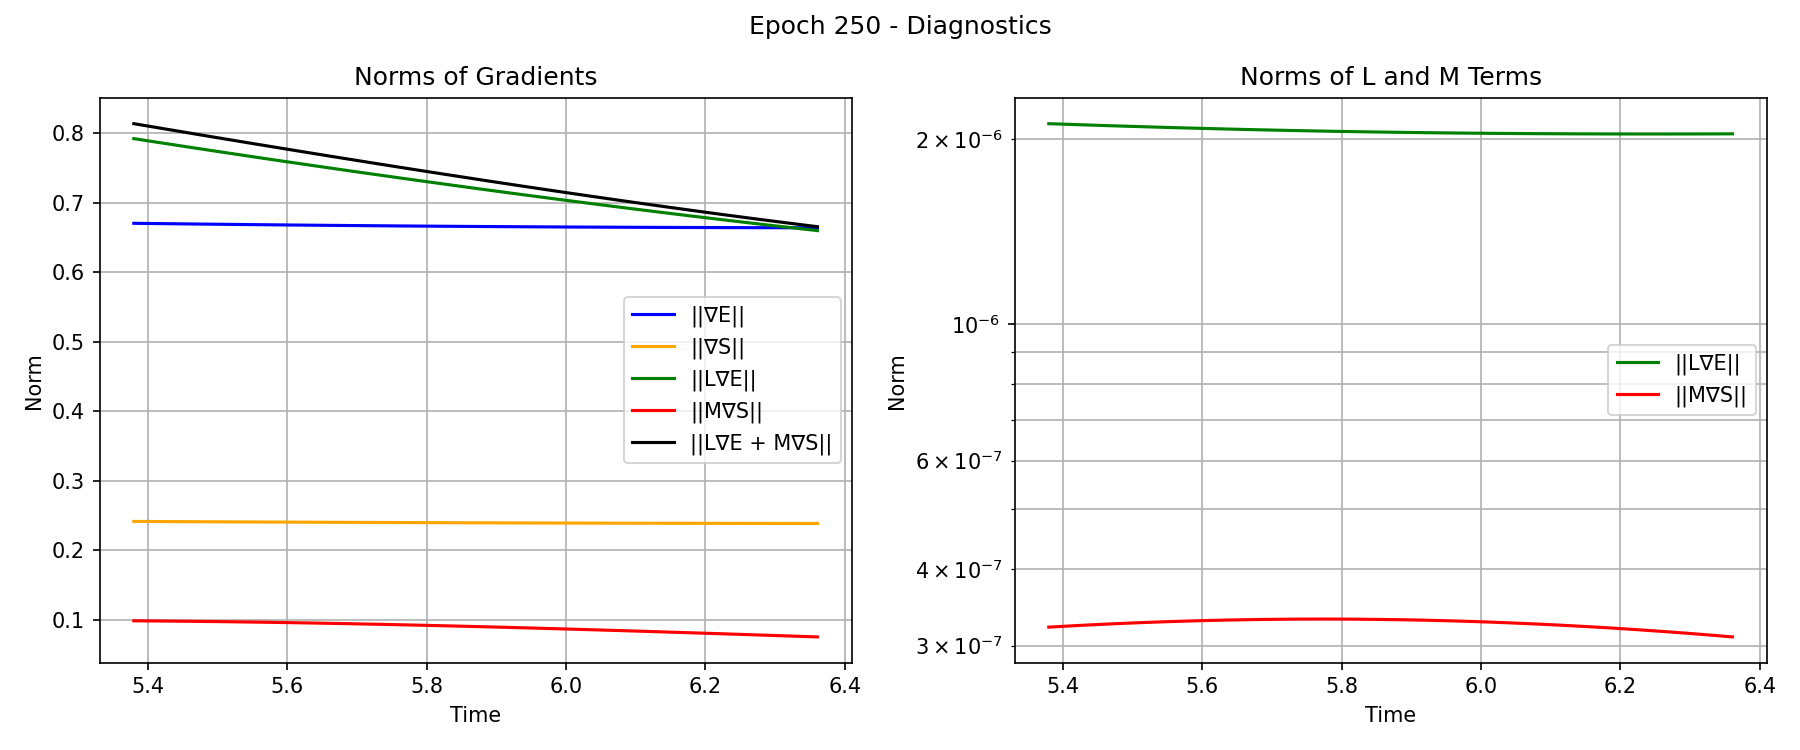 Epoch 250 - Diagnostics
Norms of Gradients
Norm
0.8
0.7
0.6
0.5
0.4
0.3
0.2
0.1
||∇E||
||∇S||
||L∇E||
||M∇S||
||L∇E + M∇S||
5.4 5.6 5.8 6.0 6.2 6.4
Time
Norms of L and M Terms
Norm
2 × 10⁻⁶
10⁻⁶
6 × 10⁻⁷
4 × 10⁻⁷
3 × 10⁻⁷
||L∇E||
||M∇S||
5.4 5.6 5.8 6.0 6.2 6.4
Time